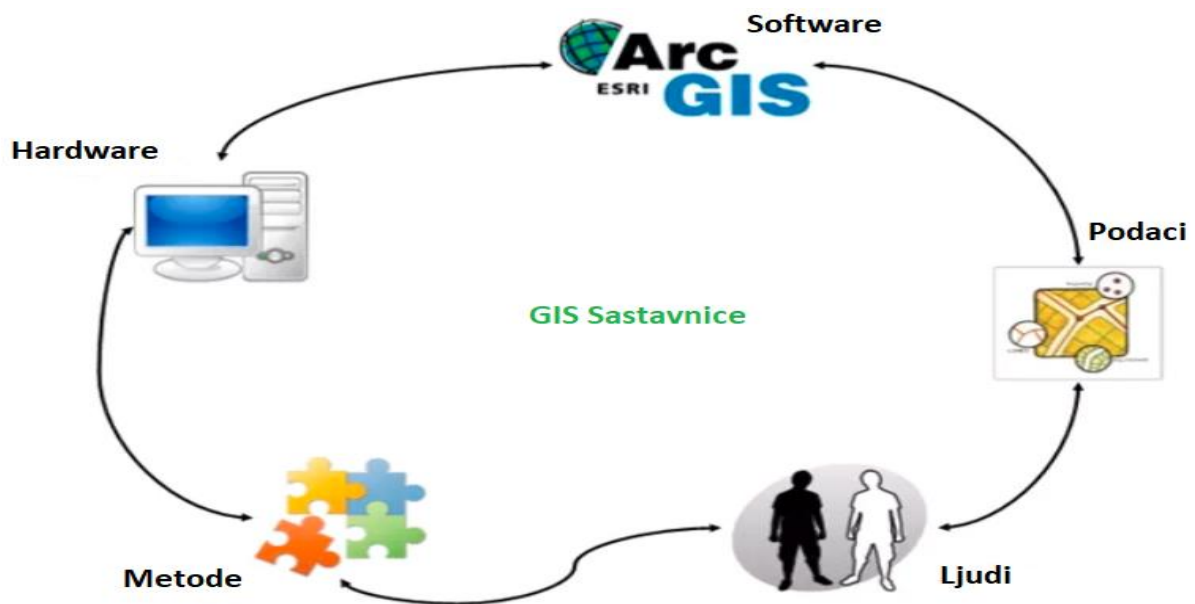 Software
Arc
ESRI
GIS
Hardware
Podaci
GIS Sastavnice
Metode
Ljudi